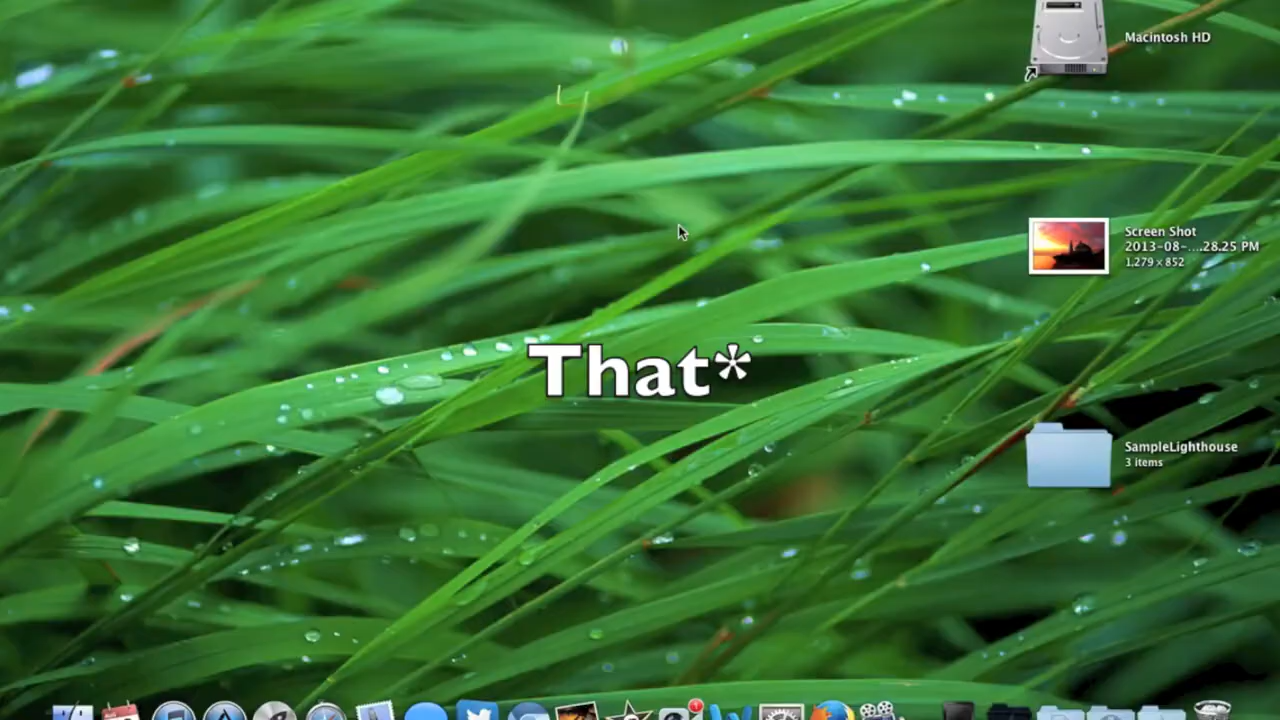 Macintosh HD
Screen Shot
2013-08-....28.25 PM
1,279 × 852
That*
SampleLighthouse
3 items